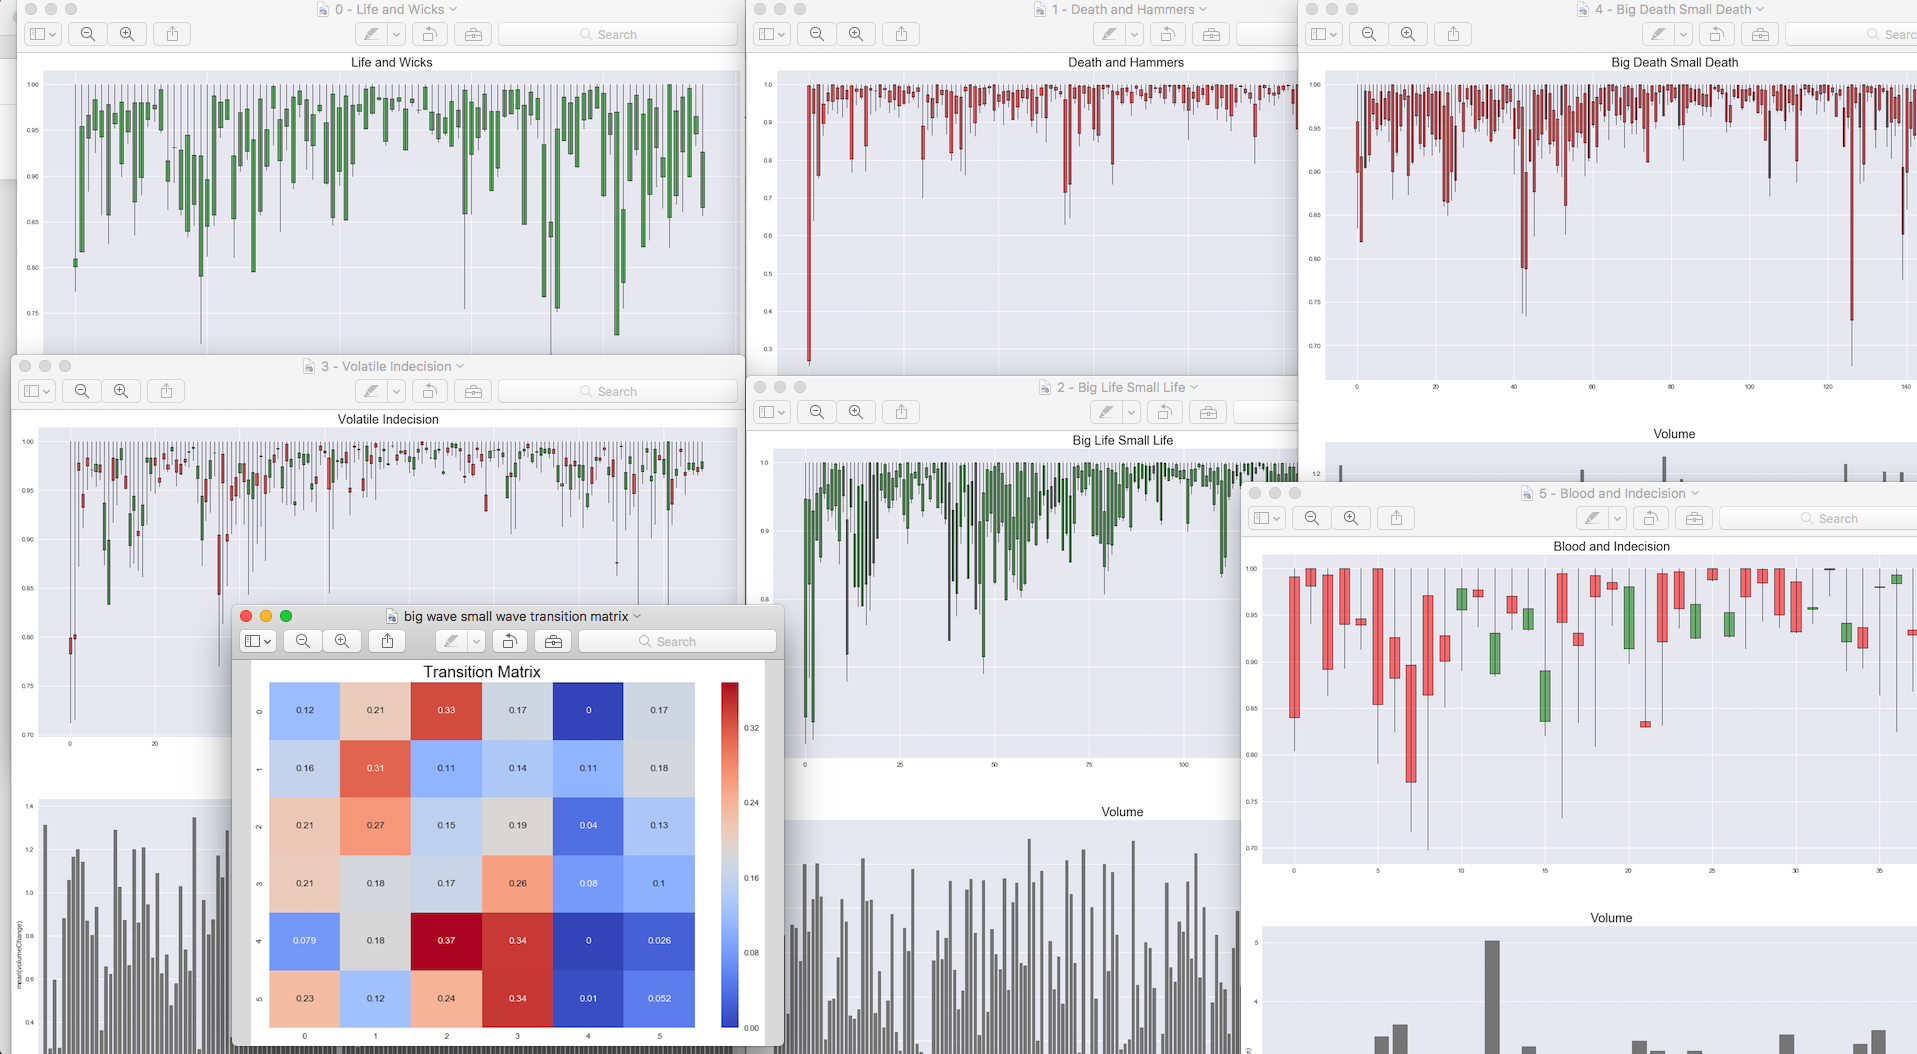 0 - Life and Wicks
Search
Life and Wicks
1.00
0.95
0.90
0.85
0.80
0.75
1 - Death and Hammers
Death and Hammers
1.0
0.9
0.8
0.7
0.6
0.5
0.4
0.3
4 - Big Death Small Death
Searc
Big Death Small Death
1.00
0.95
0.90
0.85
0.80
0.75
0.70
0 20 40 60 80 100 120 140
Volume
1.2
3 - Volatile Indecision
Search
Volatile Indecision
1.00
0.95
0.90
0.85
0.80
0.75
0.70
0 20
1.4
1.2
1.0
0.8
0.6
0.4
mean(volumeChange)
2 - Big Life Small Life
Big Life Small Life
1.0
0.9
0.8
0 25 50 75 100
Volume
5 - Blood and Indecision
Search
Blood and Indecision
1.00
0.95
0.90
0.85
0.80
0.75
0.70
0 5 10 15 20 25 30 35
Volume
5
4
big wave small wave transition matrix
Search
Transition Matrix
0 0.12 0.21 0.33 0.17 0 0.17
1 0.16 0.31 0.11 0.14 0.11 0.18
2 0.21 0.27 0.15 0.19 0.04 0.13
3 0.21 0.18 0.17 0.26 0.08 0.1
4 0.079 0.18 0.37 0.34 0 0.026
5 0.23 0.12 0.24 0.34 0.01 0.052
0 1 2 3 4 5
0.32
0.24
0.16
0.08
0.00